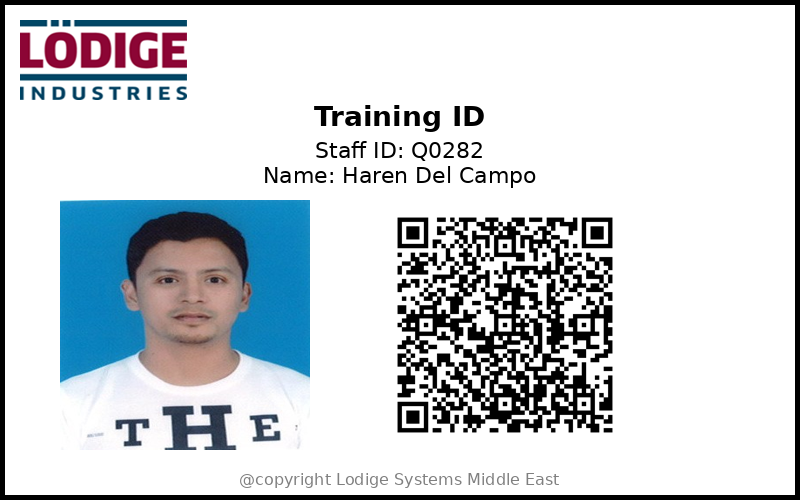 LÖDIGE
INDUSTRIES
Training ID
Staff ID: Q0282
Name: Haren Del Campo
THE
@copyright Lodige Systems Middle East